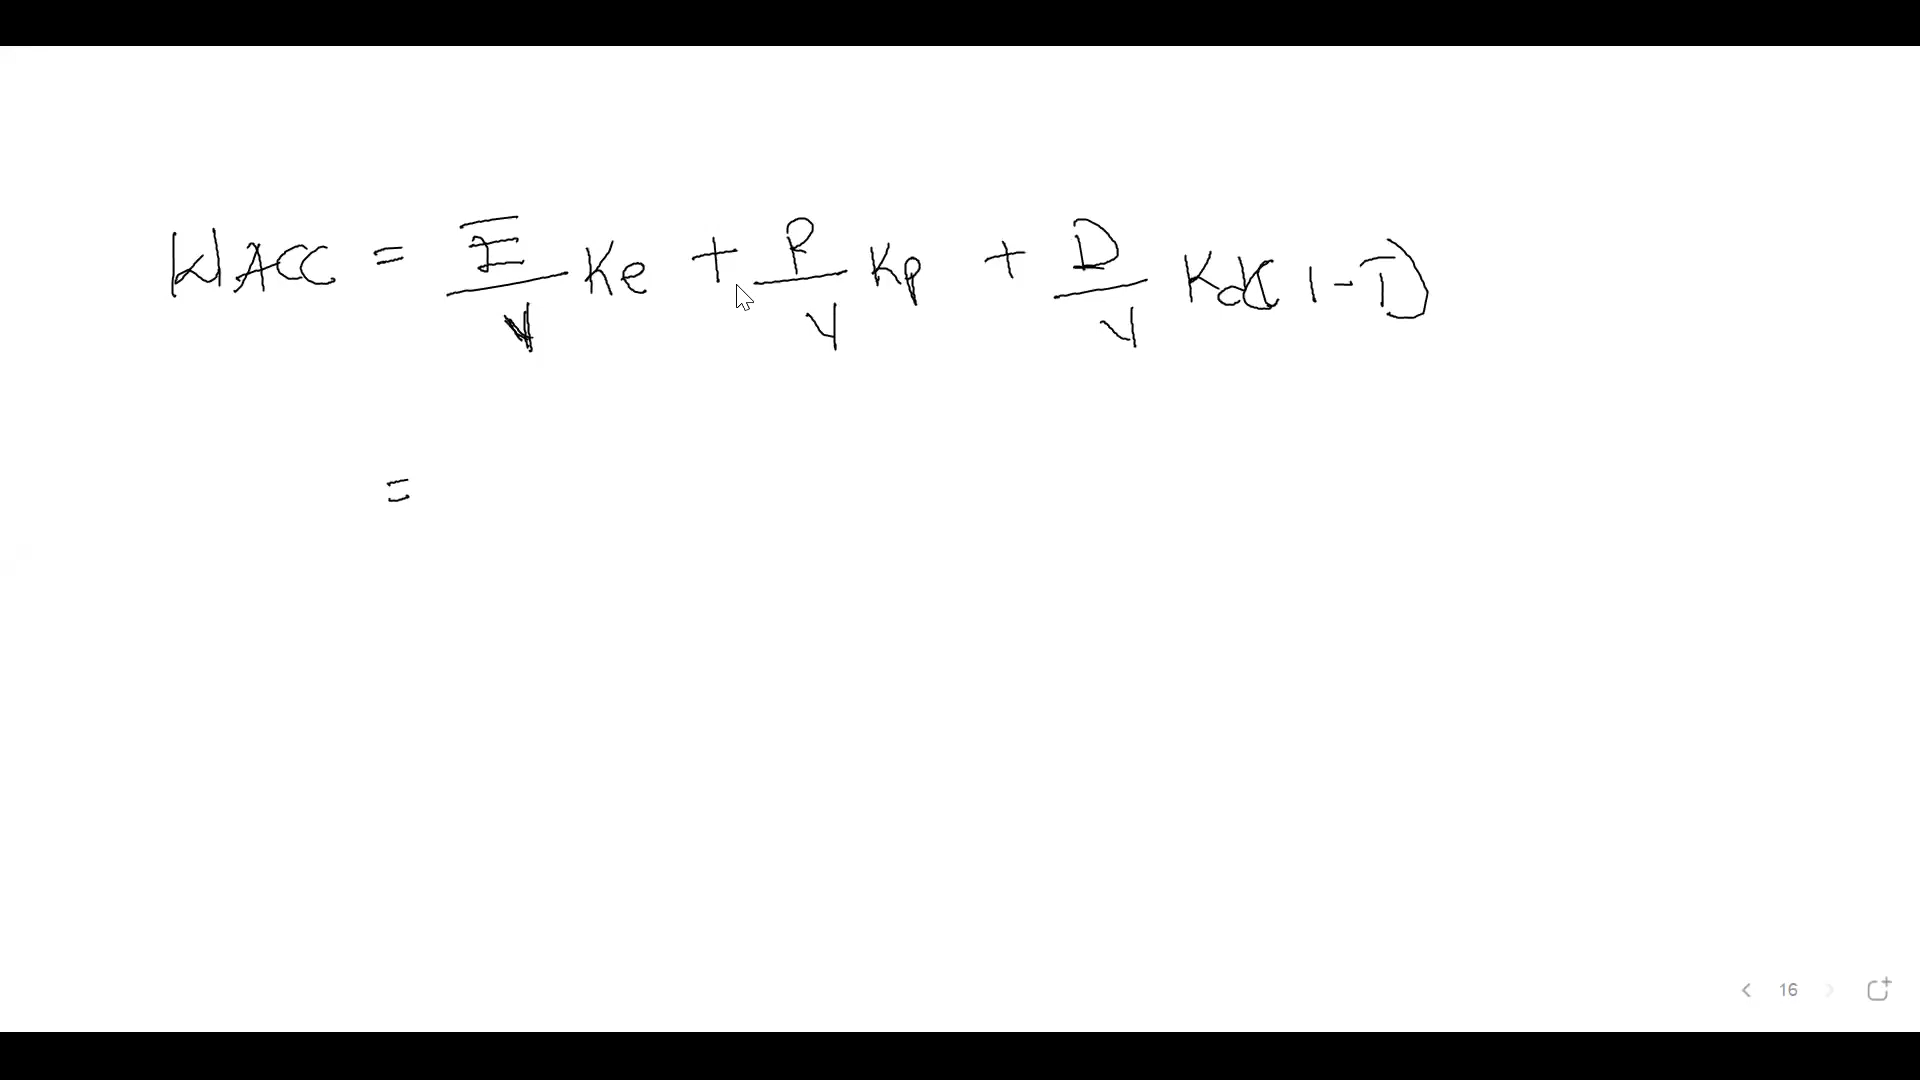 WACC = E/V Ke + P/V Kp + D/V Kd(1-T)
=
16